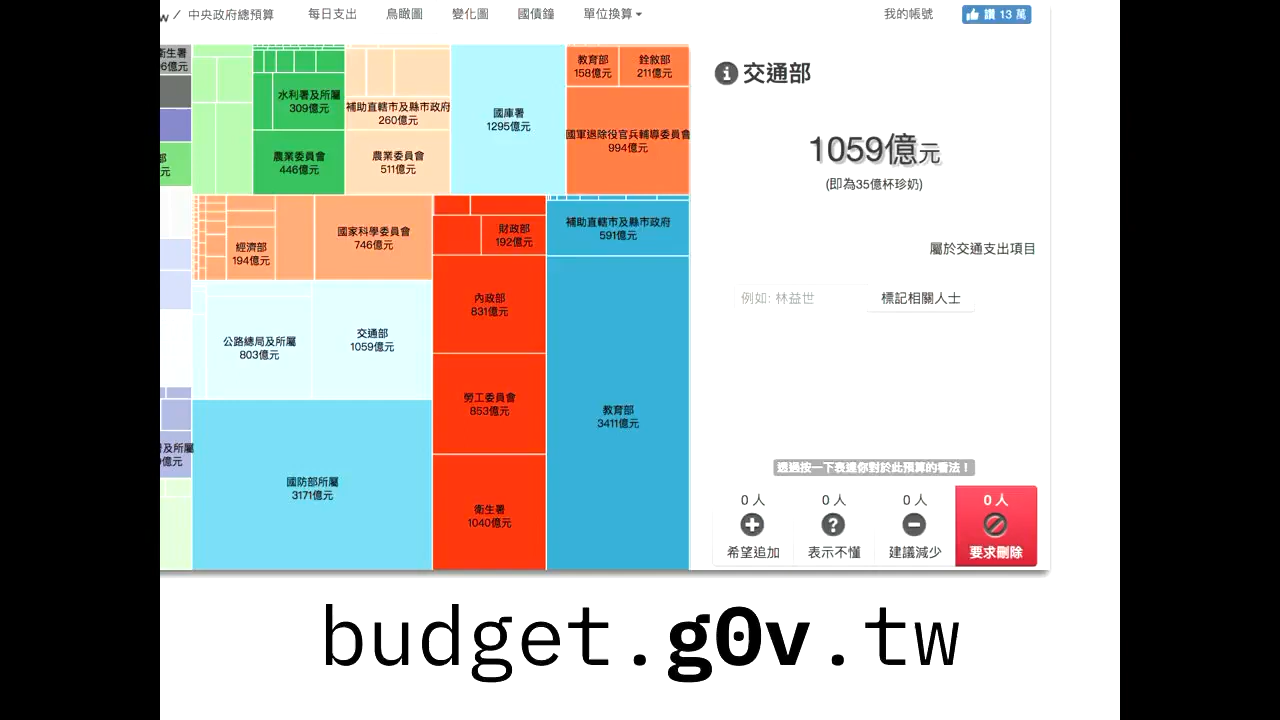 w / 中央政府總預算 每日支出 鳥瞰圖 變化圖 國債鐘 單位換算 我的帳號 讚 13 萬
衛生署
6億元
部
元
署及所屬
0億元
水利署及所屬
309億元
農業委員會
446億元
補助直轄市及縣市政府
260億元
農業委員會
511億元
國庫署
1295億元
教育部
158億元
銓敘部
211億元
國軍退除役官兵輔導委員會
994億元
經濟部
194億元
國家科學委員會
746億元
財政部
192億元
補助直轄市及縣市政府
591億元
內政部
831億元
公路總局及所屬
803億元
交通部
1059億元
勞工委員會
853億元
教育部
3411億元
國防部所屬
3171億元
衛生署
1040億元
交通部
1059億元
(即為35億杯珍奶)
屬於交通支出項目
例如: 林益世 標記相關人士
透過按一下表達你對於此預算的看法！
0 人 0 人 0 人 0 人
希望追加 表示不懂 建議減少 要求刪除
budget.g0v.tw